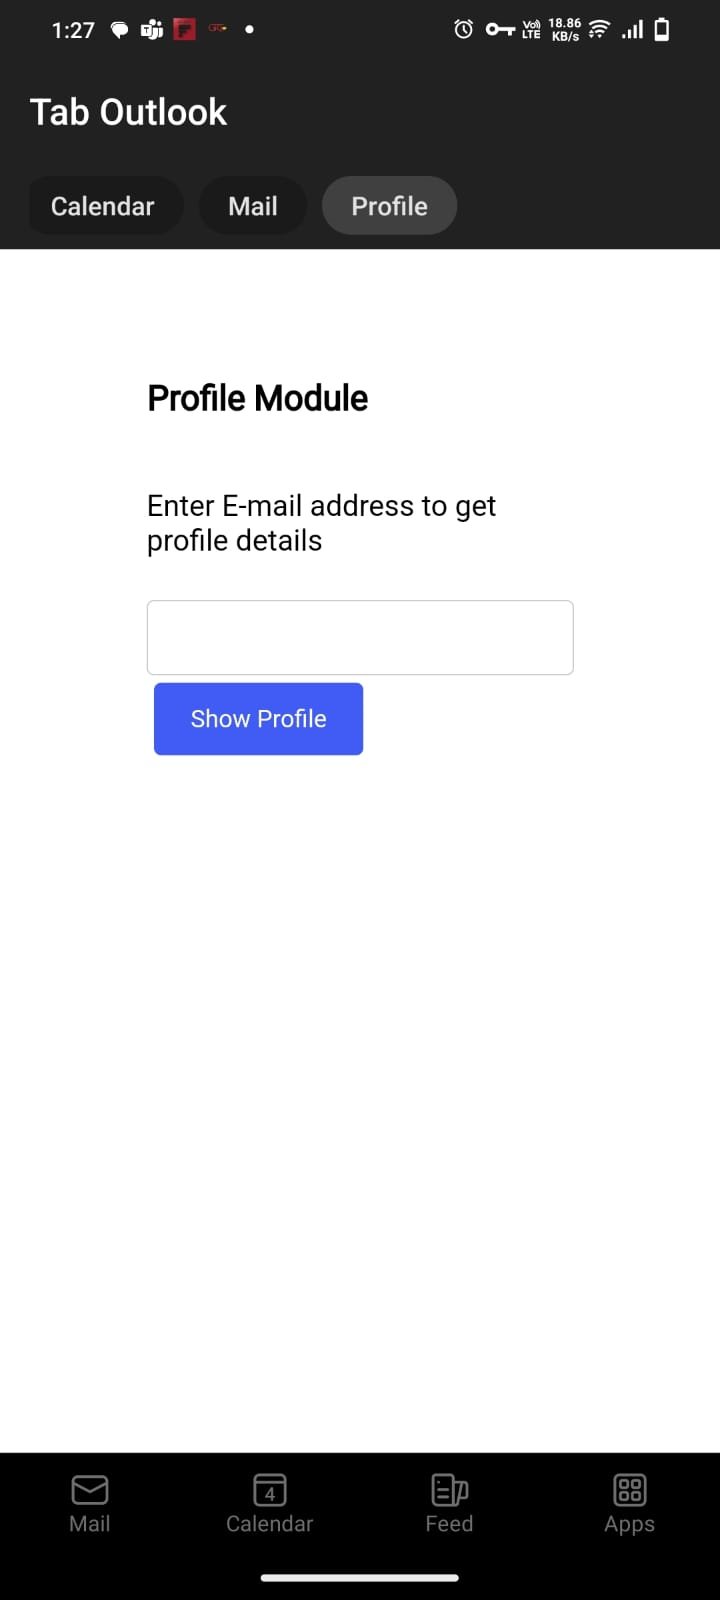 1:27
Vo))
LTE
18.86
KB/s
Tab Outlook
Calendar Mail Profile
Profile Module
Enter E-mail address to get
profile details
Show Profile
4
Mail Calendar Feed Apps